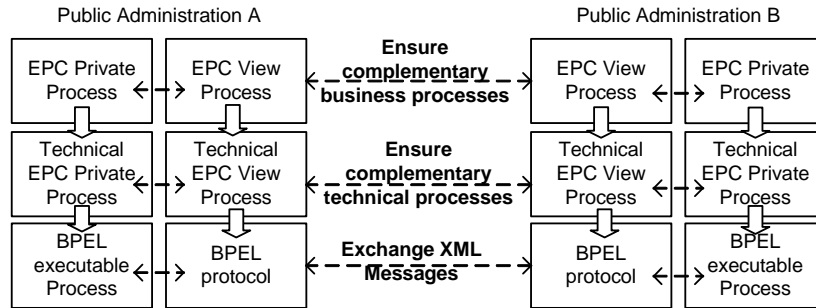 Public Administration A
Public Administration B
EPC Private
Process
EPC View
Process
Ensure
complementary
business processes
EPC View
Process
EPC Private
Process
Technical
EPC Private
Process
Technical
EPC View
Process
Ensure
complementary
technical processes
Technical
EPC View
Process
Technical
EPC Private
Process
BPEL
executable
Process
BPEL
protocol
Exchange XML
Messages
BPEL
protocol
BPEL
executable
Process